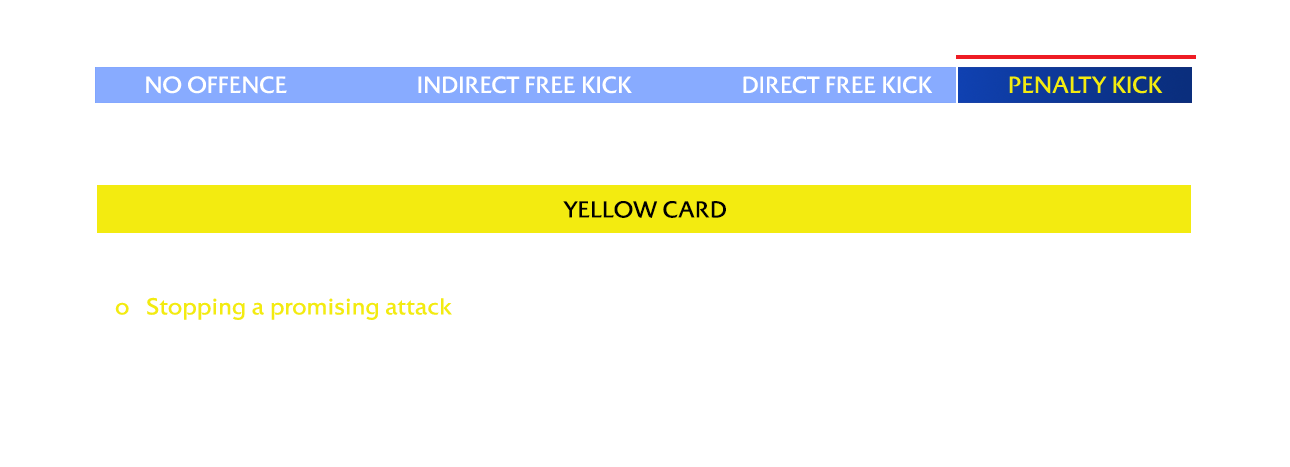 NO OFFENCE INDIRECT FREE KICK DIRECT FREE KICK PENALTY KICK
YELLOW CARD
o Stopping a promising attack